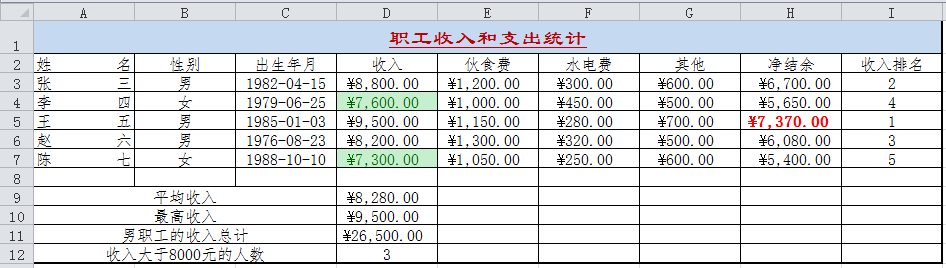 A B C D E F G H I
1 职工收入和支出统计
2 姓 名 性别 出生年月 收入 伙食费 水电费 其他 净结余 收入排名
3 张 三 男 1982-04-15 ¥8,800.00 ¥1,200.00 ¥300.00 ¥600.00 ¥6,700.00 2
4 李 四 女 1979-06-25 ¥7,600.00 ¥1,000.00 ¥450.00 ¥500.00 ¥5,650.00 4
5 王 五 男 1985-01-03 ¥9,500.00 ¥1,150.00 ¥280.00 ¥700.00 ¥7,370.00 1
6 赵 六 男 1976-08-23 ¥8,200.00 ¥1,300.00 ¥320.00 ¥500.00 ¥6,080.00 3
7 陈 七 女 1988-10-10 ¥7,300.00 ¥1,050.00 ¥250.00 ¥600.00 ¥5,400.00 5
8
9 平均收入 ¥8,280.00
10 最高收入 ¥9,500.00
11 男职工的收入总计 ¥26,500.00
12 收入大于8000元的人数 3